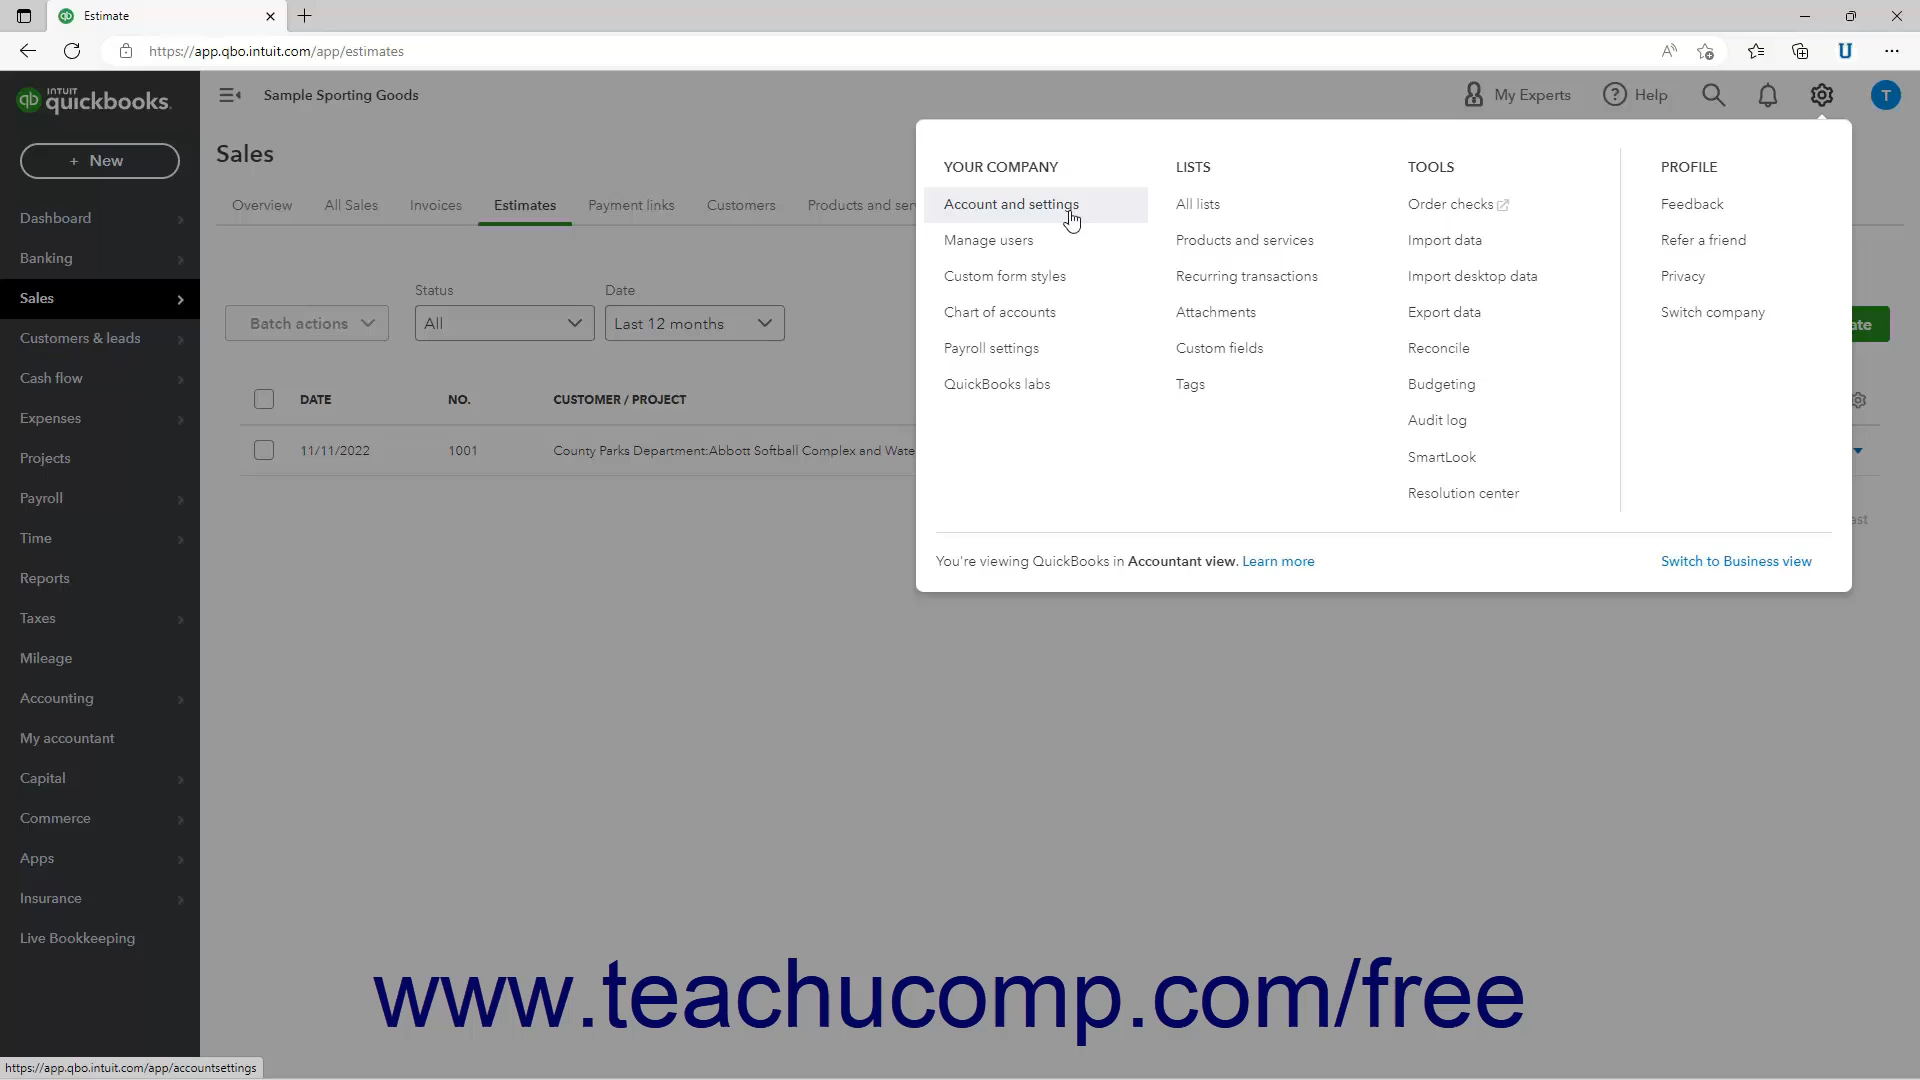 Estimate
https://app.qbo.intuit.com/app/estimates
INTUIT
quickbooks.
Sample Sporting Goods
My Experts
Help
T
+ New
Sales
Overview
All Sales
Invoices
Estimates
Payment links
Customers
Products and ser
Dashboard
Banking
Sales
Customers & leads
Cash flow
Expenses
Projects
Payroll
Time
Reports
Taxes
Mileage
Accounting
My accountant
Capital
Commerce
Apps
Insurance
Live Bookkeeping
Status
Date
Batch actions
All
Last 12 months
DATE
NO.
CUSTOMER / PROJECT
11/11/2022
1001
County Parks Department:Abbott Softball Complex and Wate
YOUR COMPANY
Account and settings
Manage users
Custom form styles
Chart of accounts
Payroll settings
QuickBooks labs
LISTS
All lists
Products and services
Recurring transactions
Attachments
Custom fields
Tags
TOOLS
Order checks
Import data
Import desktop data
Export data
Reconcile
Budgeting
Audit log
SmartLook
Resolution center
PROFILE
Feedback
Refer a friend
Privacy
Switch company
You're viewing QuickBooks in Accountant view. Learn more
Switch to Business view
ate
ast
www.teachucomp.com/free
https://app.qbo.intuit.com/app/accountsettings